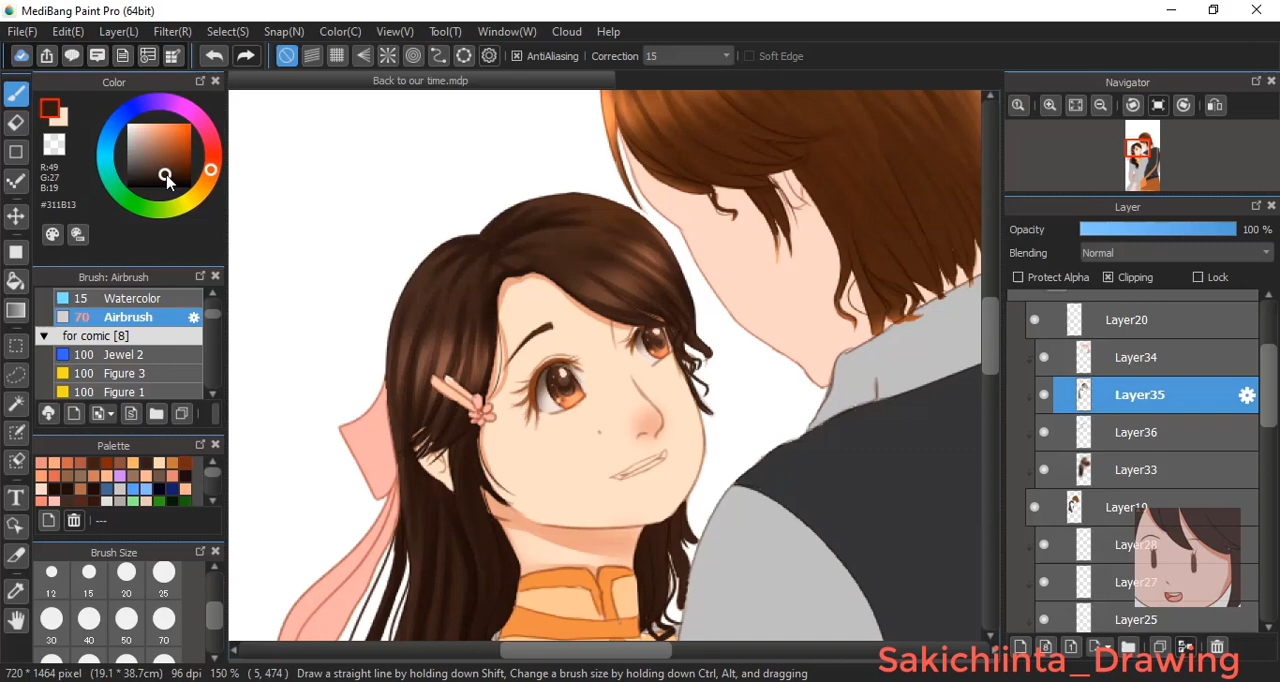 MediBang Paint Pro (64bit)
File(F) Edit(E) Layer(L) Filter(R) Select(S) Snap(N) Color(C) View(V) Tool(T) Window(W) Cloud Help
AntiAliasing Correction 15 Soft Edge
Color
Back to our time.mdp
Navigator
R:49
G:27
B:19
#311B13
Layer
Opacity 100 %
Blending Normal
Protect Alpha Clipping Lock
Brush: Airbrush
15 Watercolor
70 Airbrush
for comic [8]
100 Jewel 2
100 Figure 3
100 Figure 1
Layer20
Layer34
Layer35
Layer36
Layer33
Layer19
Layer28
Layer27
Layer25
Palette
---
Brush Size
12 15 20 25
30 40 50 70
Sakichiinta_Drawing
720 * 1464 pixel (19.1 * 38.7cm) 96 dpi 150 % ( 5, 474 ) Draw a straight line by holding down Shift, Change a brush size by holding down Ctrl, Alt, and dragging